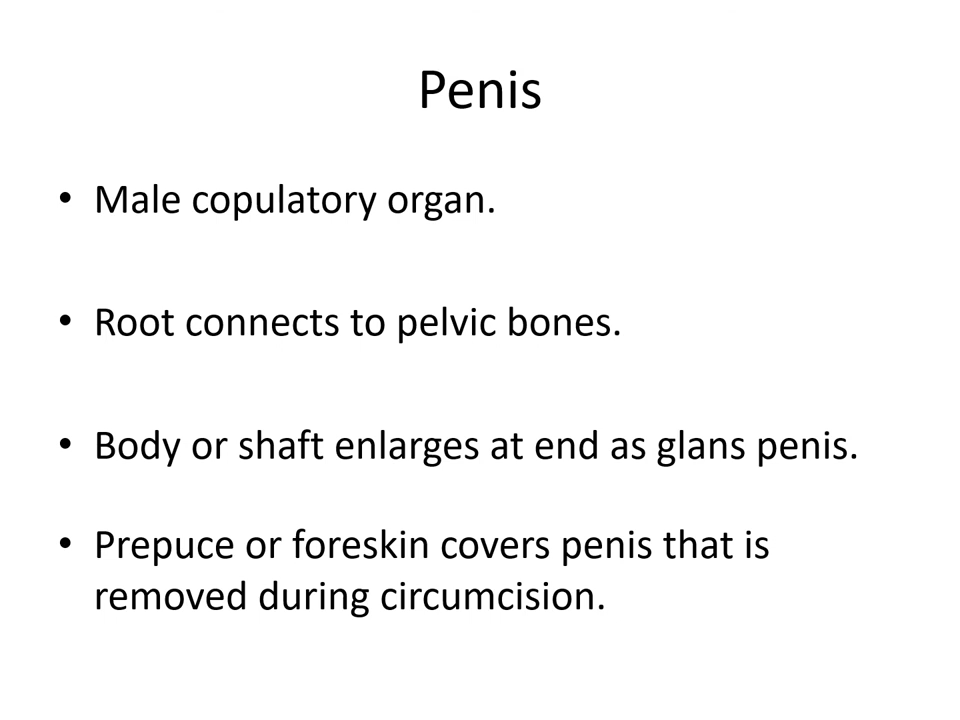 Penis
• Male copulatory organ.
• Root connects to pelvic bones.
• Body or shaft enlarges at end as glans penis.
• Prepuce or foreskin covers penis that is
removed during circumcision.